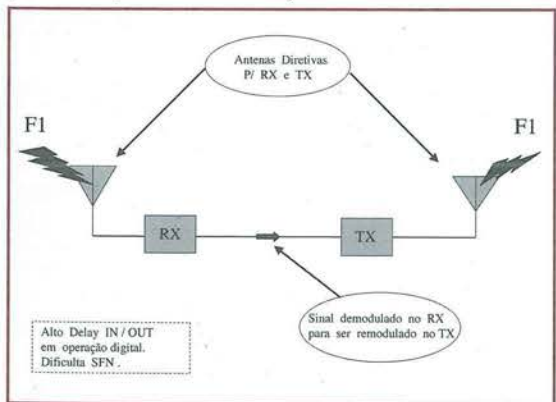 Antenas Diretivas
P/ RX e TX
F1
F1
RX
TX
Sinal demodulado no RX
para ser remodulado no TX
Alto Delay IN / OUT
em operação digital.
Dificulta SFN .